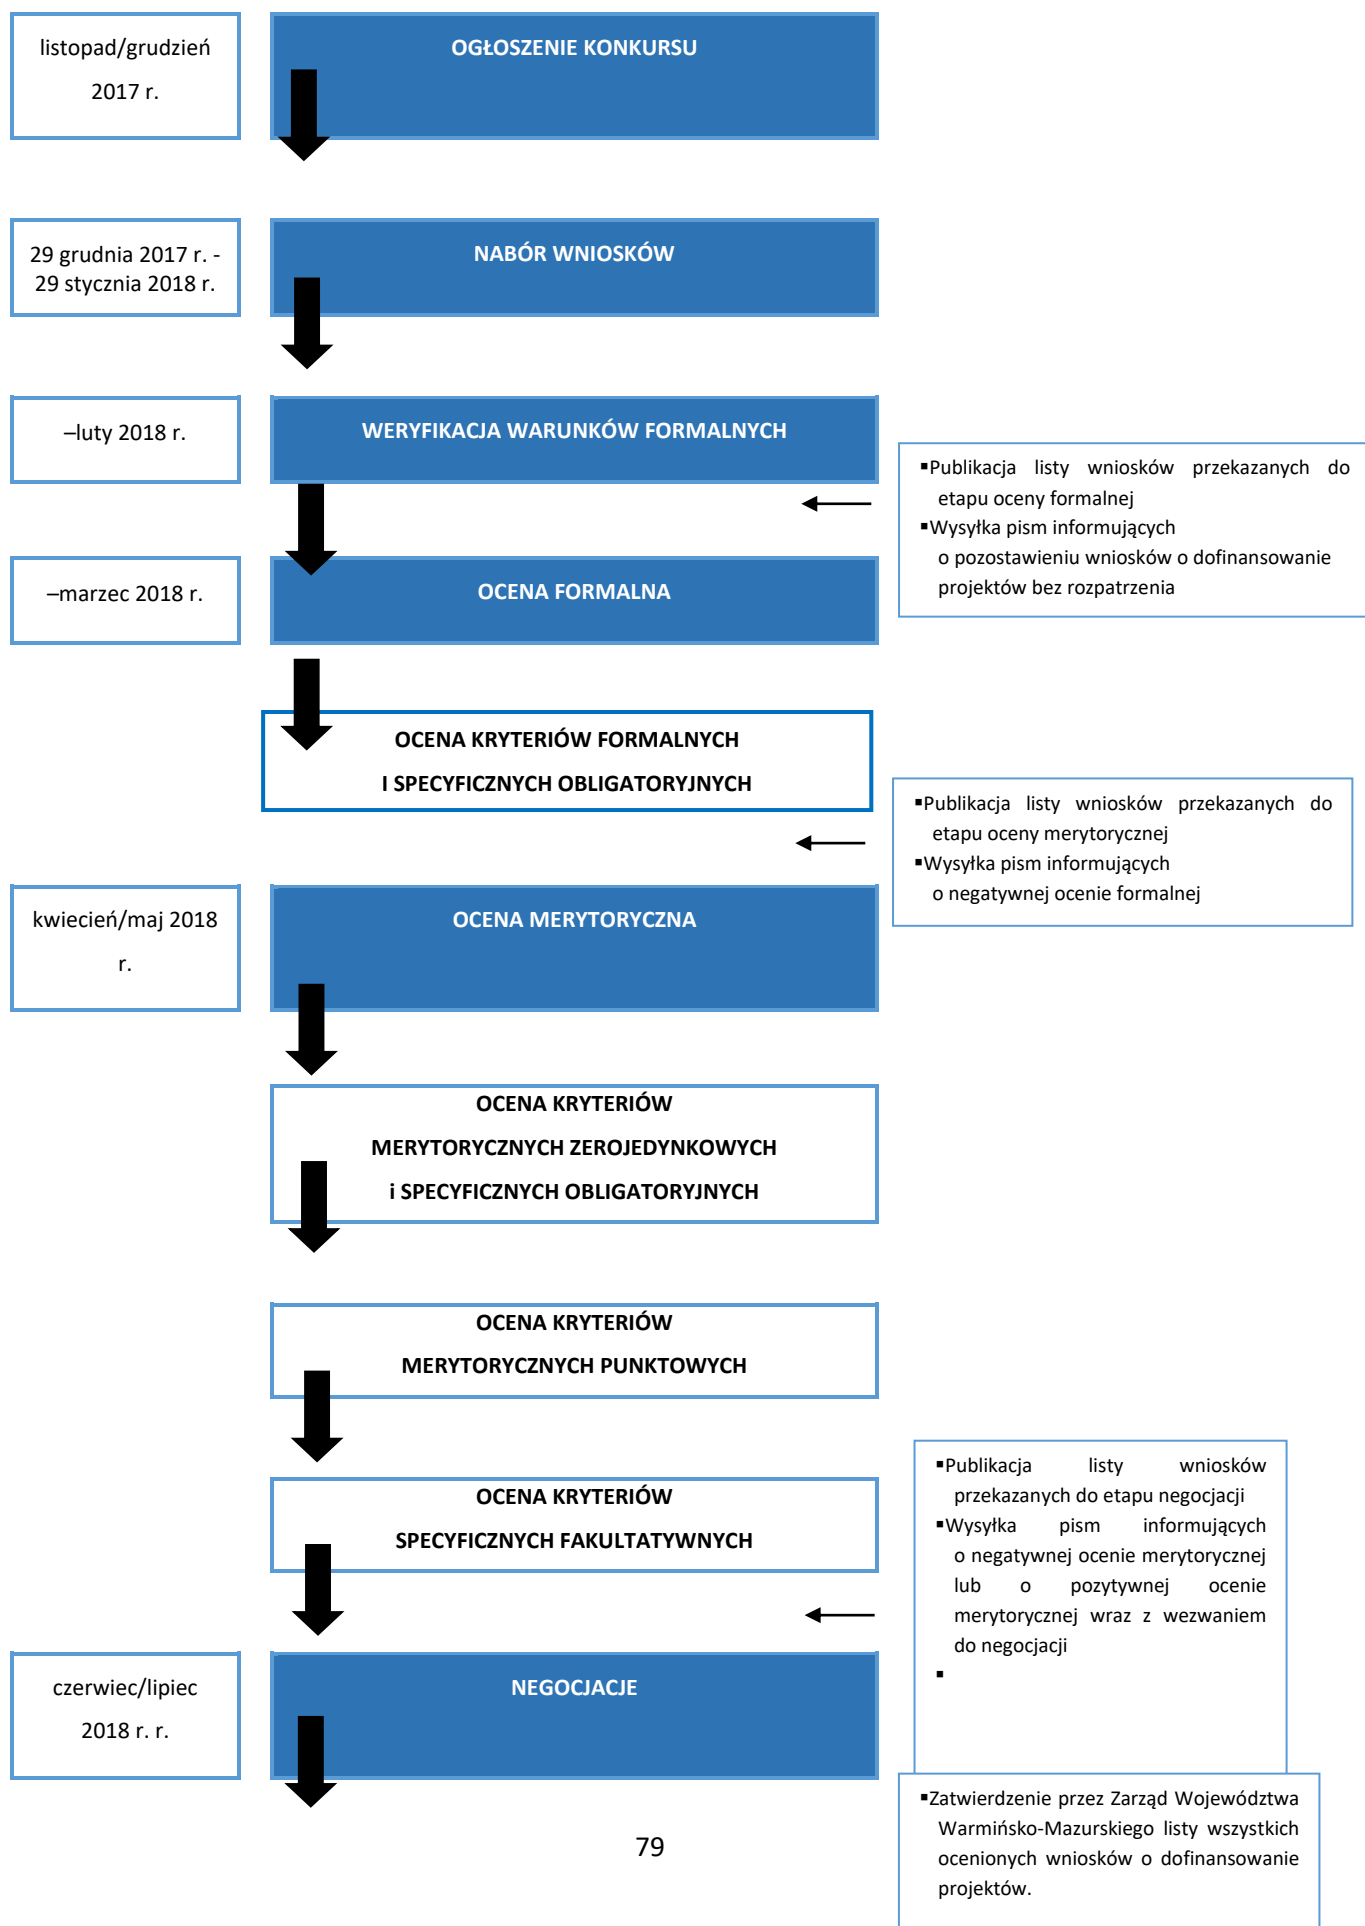 listopad/grudzień
2017 r.
OGŁOSZENIE KONKURSU
29 grudnia 2017 r. -
29 stycznia 2018 r.
NABÓR WNIOSKÓW
–luty 2018 r.
WERYFIKACJA WARUNKÓW FORMALNYCH
▪Publikacja listy wniosków przekazanych do
etapu oceny formalnej
▪Wysyłka pism informujących
o pozostawieniu wniosków o dofinansowanie
projektów bez rozpatrzenia
–marzec 2018 r.
OCENA FORMALNA
OCENA KRYTERIÓW FORMALNYCH
I SPECYFICZNYCH OBLIGATORYJNYCH
▪Publikacja listy wniosków przekazanych do
etapu oceny merytorycznej
▪Wysyłka pism informujących
o negatywnej ocenie formalnej
kwiecień/maj 2018
r.
OCENA MERYTORYCZNA
OCENA KRYTERIÓW
MERYTORYCZNYCH ZEROJEDYNKOWYCH
i SPECYFICZNYCH OBLIGATORYJNYCH
OCENA KRYTERIÓW
MERYTORYCZNYCH PUNKTOWYCH
OCENA KRYTERIÓW
SPECYFICZNYCH FAKULTATYWNYCH
▪Publikacja listy wniosków
przekazanych do etapu negocjacji
▪Wysyłka pism informujących
o negatywnej ocenie merytorycznej
lub o pozytywnej ocenie
merytorycznej wraz z wezwaniem
do negocjacji
▪
czerwiec/lipiec
2018 r. r.
NEGOCJACJE
▪Zatwierdzenie przez Zarząd Województwa
Warmińsko-Mazurskiego listy wszystkich
ocenionych wniosków o dofinansowanie
projektów.
79